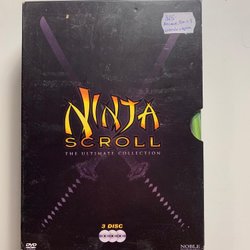 NINJA
SCROLL
THE ULTIMATE COLLECTION
3 DISC
DVD
NOBLE